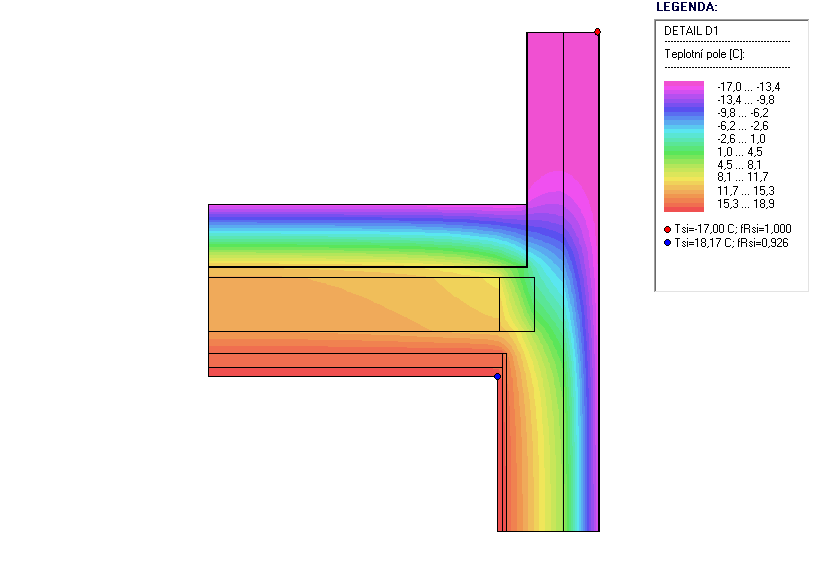 LEGENDA:
DETAIL D1
Teplotní pole [C]:
-17,0 ... -13,4
-13,4 ... -9,8
-9,8 ... -6,2
-6,2 ... -2,6
-2,6 ... 1,0
1,0 ... 4,5
4,5 ... 8,1
8,1 ... 11,7
11,7 ... 15,3
15,3 ... 18,9
Tsi=-17,00 C; fRsi=1,000
Tsi=18,17 C; fRsi=0,926